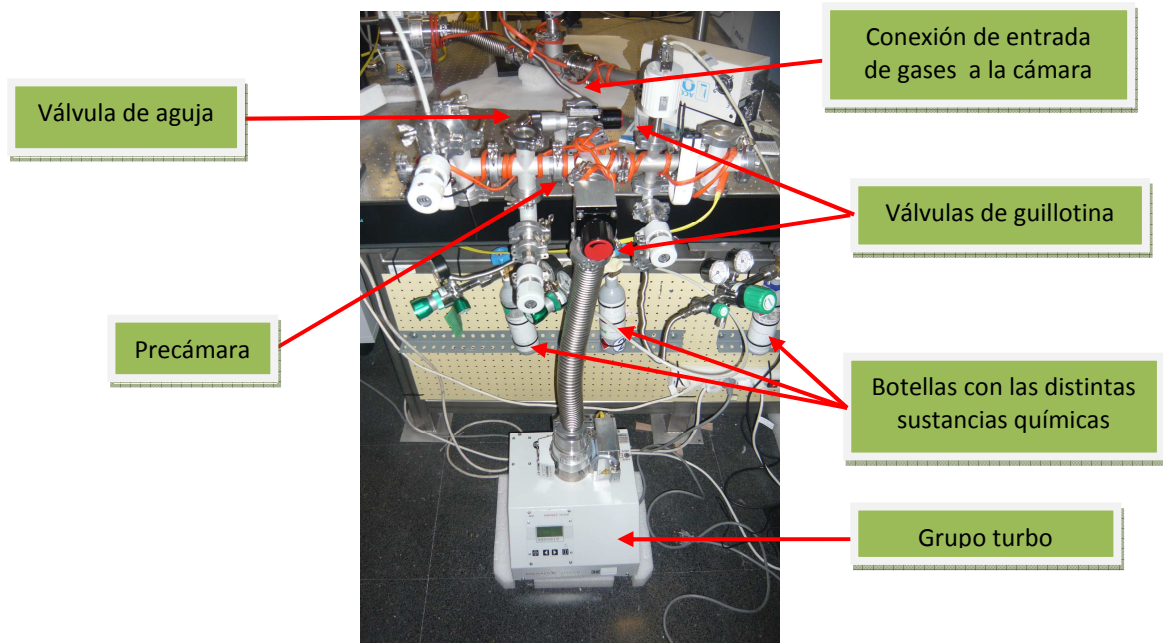 Conexión de entrada
de gases a la cámara
Válvula de aguja
Válvulas de guillotina
Precámara
Botellas con las distintas
sustancias químicas
Grupo turbo